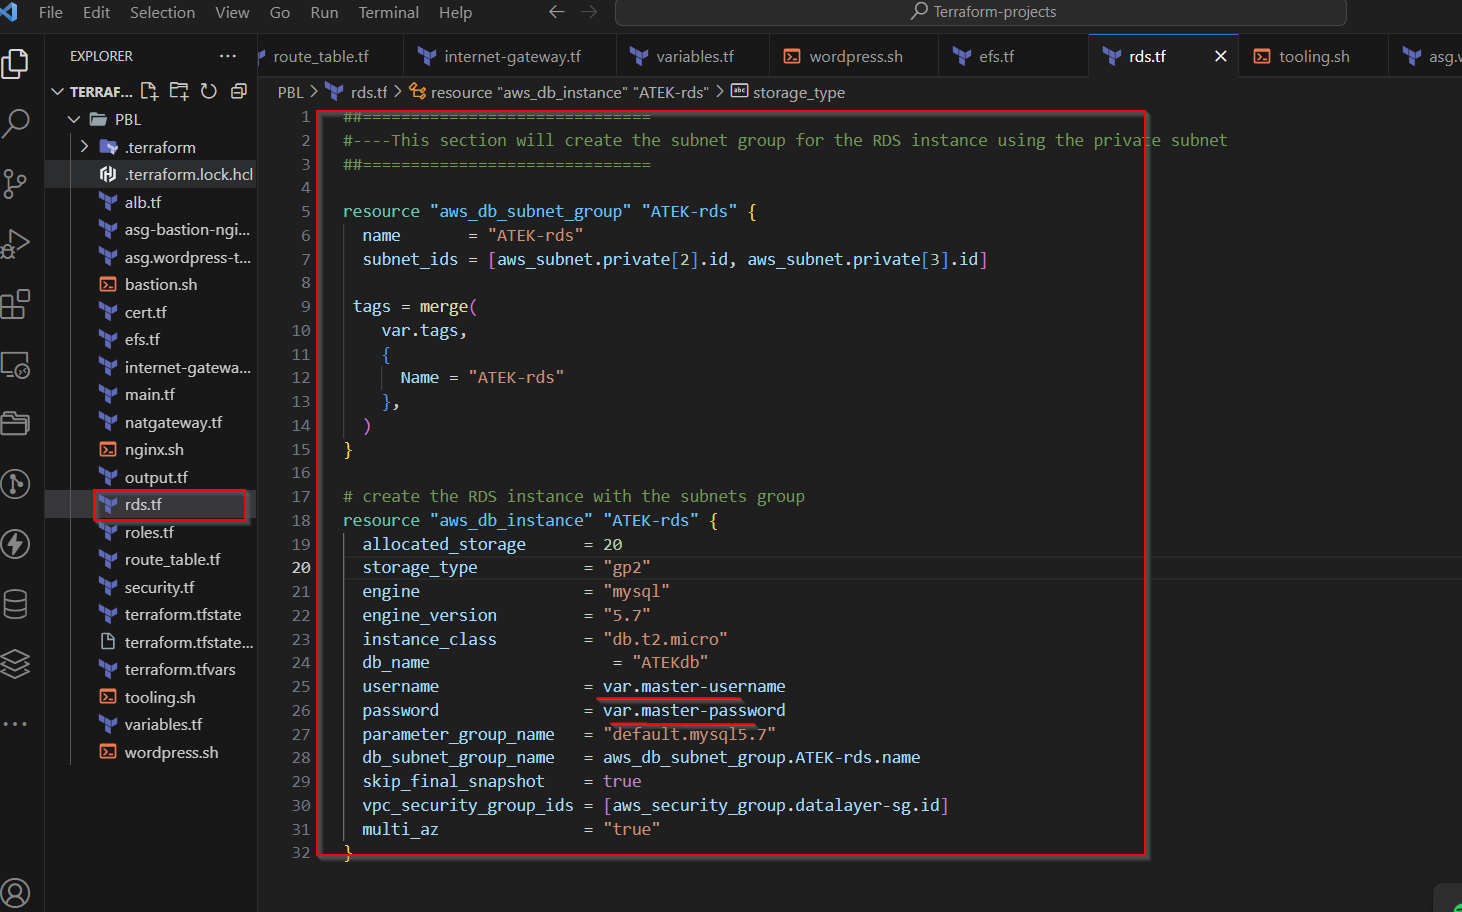 File Edit Selection View Go Run Terminal Help
Terraform-projects
EXPLORER
TERRAF...
PBL
.terraform
.terraform.lock.hcl
alb.tf
asg-bastion-ngi...
asg.wordpress-t...
bastion.sh
cert.tf
efs.tf
internet-gatewa...
main.tf
natgateway.tf
nginx.sh
output.tf
rds.tf
roles.tf
route_table.tf
security.tf
terraform.tfstate
terraform.tfstate...
terraform.tfvars
tooling.sh
variables.tf
wordpress.sh
route_table.tf internet-gateway.tf variables.tf wordpress.sh efs.tf rds.tf tooling.sh asg.w
PBL > rds.tf > resource "aws_db_instance" "ATEK-rds" > abc storage_type
1 ##==============================
2 #----This section will create the subnet group for the RDS instance using the private subnet
3 ##==============================
4
5 resource "aws_db_subnet_group" "ATEK-rds" {
6 name = "ATEK-rds"
7 subnet_ids = [aws_subnet.private[2].id, aws_subnet.private[3].id]
8
9 tags = merge(
10 var.tags,
11 {
12 Name = "ATEK-rds"
13 },
14 )
15 }
16
17 # create the RDS instance with the subnets group
18 resource "aws_db_instance" "ATEK-rds" {
19 allocated_storage = 20
20 storage_type = "gp2"
21 engine = "mysql"
22 engine_version = "5.7"
23 instance_class = "db.t2.micro"
24 db_name = "ATEKdb"
25 username = var.master-username
26 password = var.master-password
27 parameter_group_name = "default.mysql5.7"
28 db_subnet_group_name = aws_db_subnet_group.ATEK-rds.name
29 skip_final_snapshot = true
30 vpc_security_group_ids = [aws_security_group.datalayer-sg.id]
31 multi_az = "true"
32 }